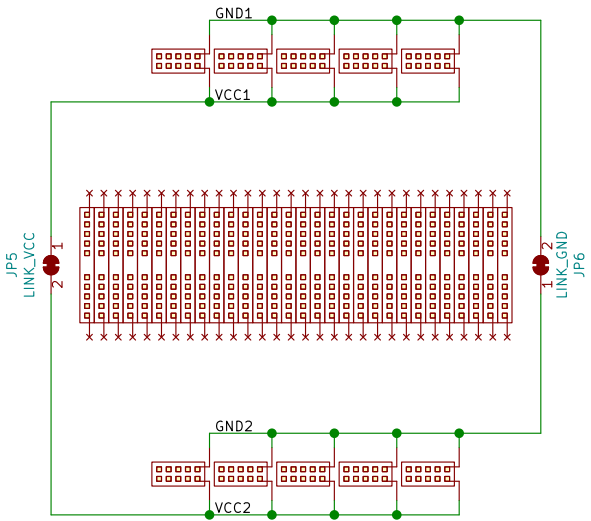 GND1
VCC1
JP5
LINK_VCC
1
2
2
1
LINK_GND
JP6
GND2
VCC2